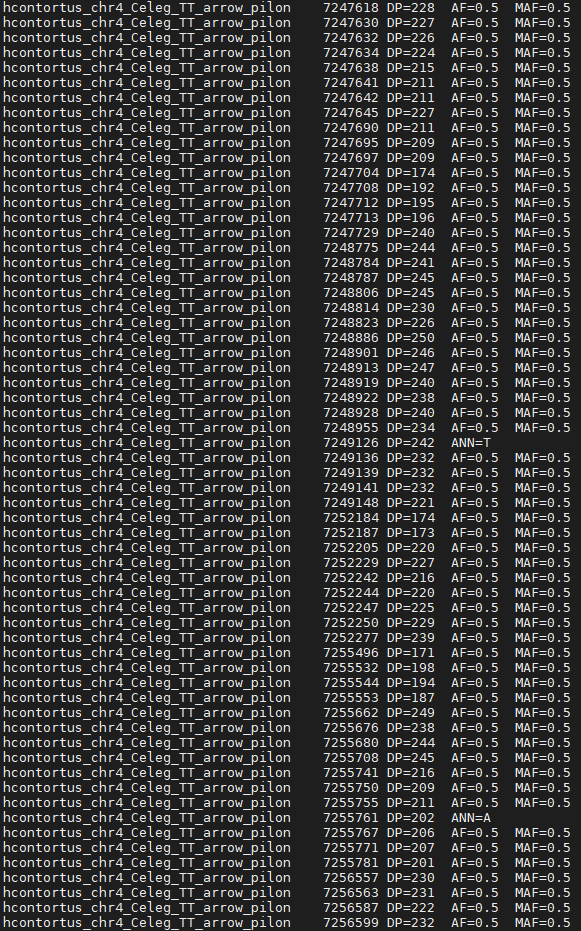 hcontortus_chr4_Celeg_TT_arrow_pilon 7247618 DP=228 AF=0.5 MAF=0.5
hcontortus_chr4_Celeg_TT_arrow_pilon 7247630 DP=227 AF=0.5 MAF=0.5
hcontortus_chr4_Celeg_TT_arrow_pilon 7247632 DP=226 AF=0.5 MAF=0.5
hcontortus_chr4_Celeg_TT_arrow_pilon 7247634 DP=224 AF=0.5 MAF=0.5
hcontortus_chr4_Celeg_TT_arrow_pilon 7247638 DP=215 AF=0.5 MAF=0.5
hcontortus_chr4_Celeg_TT_arrow_pilon 7247641 DP=211 AF=0.5 MAF=0.5
hcontortus_chr4_Celeg_TT_arrow_pilon 7247642 DP=211 AF=0.5 MAF=0.5
hcontortus_chr4_Celeg_TT_arrow_pilon 7247645 DP=227 AF=0.5 MAF=0.5
hcontortus_chr4_Celeg_TT_arrow_pilon 7247690 DP=211 AF=0.5 MAF=0.5
hcontortus_chr4_Celeg_TT_arrow_pilon 7247695 DP=209 AF=0.5 MAF=0.5
hcontortus_chr4_Celeg_TT_arrow_pilon 7247697 DP=209 AF=0.5 MAF=0.5
hcontortus_chr4_Celeg_TT_arrow_pilon 7247704 DP=174 AF=0.5 MAF=0.5
hcontortus_chr4_Celeg_TT_arrow_pilon 7247708 DP=192 AF=0.5 MAF=0.5
hcontortus_chr4_Celeg_TT_arrow_pilon 7247712 DP=195 AF=0.5 MAF=0.5
hcontortus_chr4_Celeg_TT_arrow_pilon 7247713 DP=196 AF=0.5 MAF=0.5
hcontortus_chr4_Celeg_TT_arrow_pilon 7247729 DP=240 AF=0.5 MAF=0.5
hcontortus_chr4_Celeg_TT_arrow_pilon 7248775 DP=244 AF=0.5 MAF=0.5
hcontortus_chr4_Celeg_TT_arrow_pilon 7248784 DP=241 AF=0.5 MAF=0.5
hcontortus_chr4_Celeg_TT_arrow_pilon 7248787 DP=245 AF=0.5 MAF=0.5
hcontortus_chr4_Celeg_TT_arrow_pilon 7248806 DP=245 AF=0.5 MAF=0.5
hcontortus_chr4_Celeg_TT_arrow_pilon 7248814 DP=230 AF=0.5 MAF=0.5
hcontortus_chr4_Celeg_TT_arrow_pilon 7248823 DP=226 AF=0.5 MAF=0.5
hcontortus_chr4_Celeg_TT_arrow_pilon 7248886 DP=250 AF=0.5 MAF=0.5
hcontortus_chr4_Celeg_TT_arrow_pilon 7248901 DP=246 AF=0.5 MAF=0.5
hcontortus_chr4_Celeg_TT_arrow_pilon 7248913 DP=247 AF=0.5 MAF=0.5
hcontortus_chr4_Celeg_TT_arrow_pilon 7248919 DP=240 AF=0.5 MAF=0.5
hcontortus_chr4_Celeg_TT_arrow_pilon 7248922 DP=238 AF=0.5 MAF=0.5
hcontortus_chr4_Celeg_TT_arrow_pilon 7248928 DP=240 AF=0.5 MAF=0.5
hcontortus_chr4_Celeg_TT_arrow_pilon 7248955 DP=234 AF=0.5 MAF=0.5
hcontortus_chr4_Celeg_TT_arrow_pilon 7249126 DP=242 ANN=T
hcontortus_chr4_Celeg_TT_arrow_pilon 7249136 DP=232 AF=0.5 MAF=0.5
hcontortus_chr4_Celeg_TT_arrow_pilon 7249139 DP=232 AF=0.5 MAF=0.5
hcontortus_chr4_Celeg_TT_arrow_pilon 7249141 DP=232 AF=0.5 MAF=0.5
hcontortus_chr4_Celeg_TT_arrow_pilon 7249148 DP=221 AF=0.5 MAF=0.5
hcontortus_chr4_Celeg_TT_arrow_pilon 7252184 DP=174 AF=0.5 MAF=0.5
hcontortus_chr4_Celeg_TT_arrow_pilon 7252187 DP=173 AF=0.5 MAF=0.5
hcontortus_chr4_Celeg_TT_arrow_pilon 7252205 DP=220 AF=0.5 MAF=0.5
hcontortus_chr4_Celeg_TT_arrow_pilon 7252229 DP=227 AF=0.5 MAF=0.5
hcontortus_chr4_Celeg_TT_arrow_pilon 7252242 DP=216 AF=0.5 MAF=0.5
hcontortus_chr4_Celeg_TT_arrow_pilon 7252244 DP=220 AF=0.5 MAF=0.5
hcontortus_chr4_Celeg_TT_arrow_pilon 7252247 DP=225 AF=0.5 MAF=0.5
hcontortus_chr4_Celeg_TT_arrow_pilon 7252250 DP=229 AF=0.5 MAF=0.5
hcontortus_chr4_Celeg_TT_arrow_pilon 7252277 DP=239 AF=0.5 MAF=0.5
hcontortus_chr4_Celeg_TT_arrow_pilon 7255496 DP=171 AF=0.5 MAF=0.5
hcontortus_chr4_Celeg_TT_arrow_pilon 7255532 DP=198 AF=0.5 MAF=0.5
hcontortus_chr4_Celeg_TT_arrow_pilon 7255544 DP=194 AF=0.5 MAF=0.5
hcontortus_chr4_Celeg_TT_arrow_pilon 7255553 DP=187 AF=0.5 MAF=0.5
hcontortus_chr4_Celeg_TT_arrow_pilon 7255662 DP=249 AF=0.5 MAF=0.5
hcontortus_chr4_Celeg_TT_arrow_pilon 7255676 DP=238 AF=0.5 MAF=0.5
hcontortus_chr4_Celeg_TT_arrow_pilon 7255680 DP=244 AF=0.5 MAF=0.5
hcontortus_chr4_Celeg_TT_arrow_pilon 7255708 DP=245 AF=0.5 MAF=0.5
hcontortus_chr4_Celeg_TT_arrow_pilon 7255741 DP=216 AF=0.5 MAF=0.5
hcontortus_chr4_Celeg_TT_arrow_pilon 7255750 DP=209 AF=0.5 MAF=0.5
hcontortus_chr4_Celeg_TT_arrow_pilon 7255755 DP=211 AF=0.5 MAF=0.5
hcontortus_chr4_Celeg_TT_arrow_pilon 7255761 DP=202 ANN=A
hcontortus_chr4_Celeg_TT_arrow_pilon 7255767 DP=206 AF=0.5 MAF=0.5
hcontortus_chr4_Celeg_TT_arrow_pilon 7255771 DP=207 AF=0.5 MAF=0.5
hcontortus_chr4_Celeg_TT_arrow_pilon 7255781 DP=201 AF=0.5 MAF=0.5
hcontortus_chr4_Celeg_TT_arrow_pilon 7256557 DP=230 AF=0.5 MAF=0.5
hcontortus_chr4_Celeg_TT_arrow_pilon 7256563 DP=231 AF=0.5 MAF=0.5
hcontortus_chr4_Celeg_TT_arrow_pilon 7256587 DP=222 AF=0.5 MAF=0.5
hcontortus_chr4_Celeg_TT_arrow_pilon 7256599 DP=232 AF=0.5 MAF=0.5